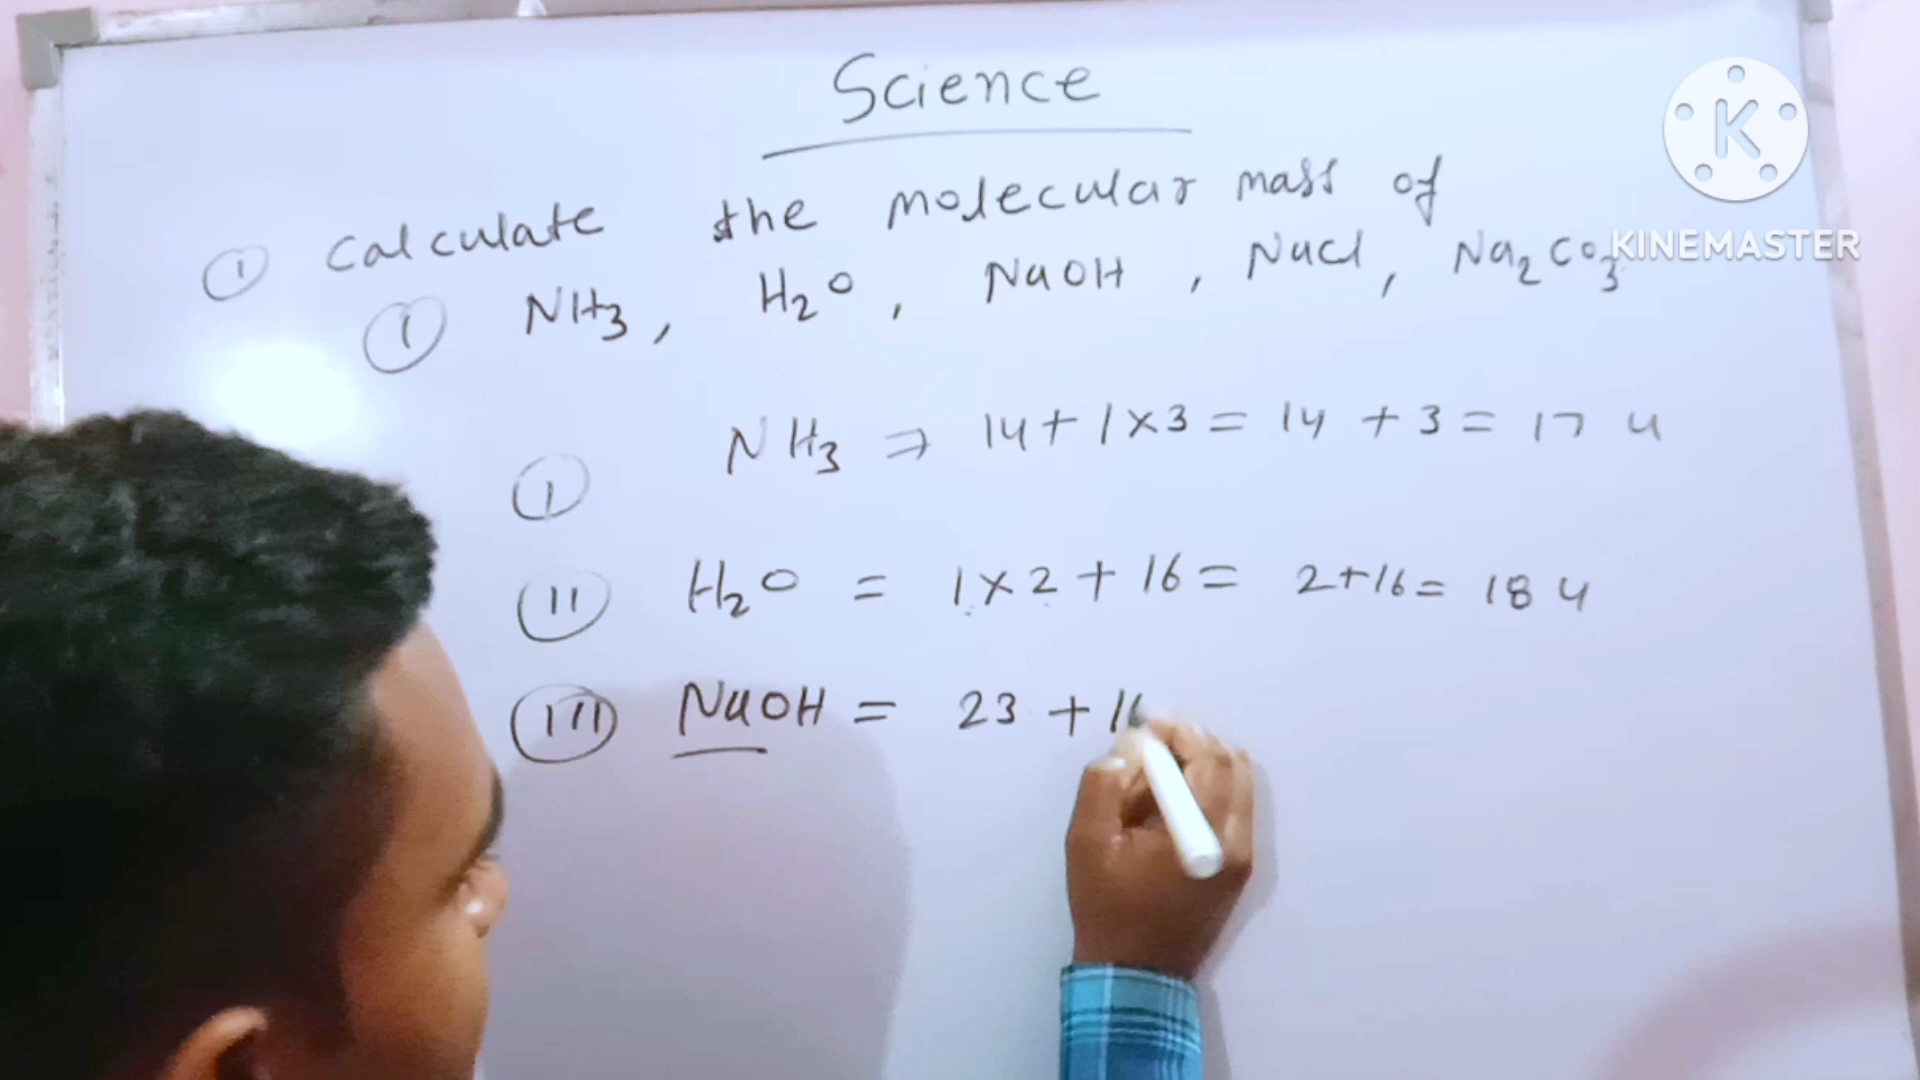 Science
① Calculate the molecular mass of
① NH3, H2O, NaOH, NaCl, Na2CO3
K
KINEMASTER
① NH3 ⇒ 14+1×3 = 14 + 3 = 17 u
⑪ H2O = 1×2 + 16 = 2+16 = 18 u
(III) NaOH = 23 + 16